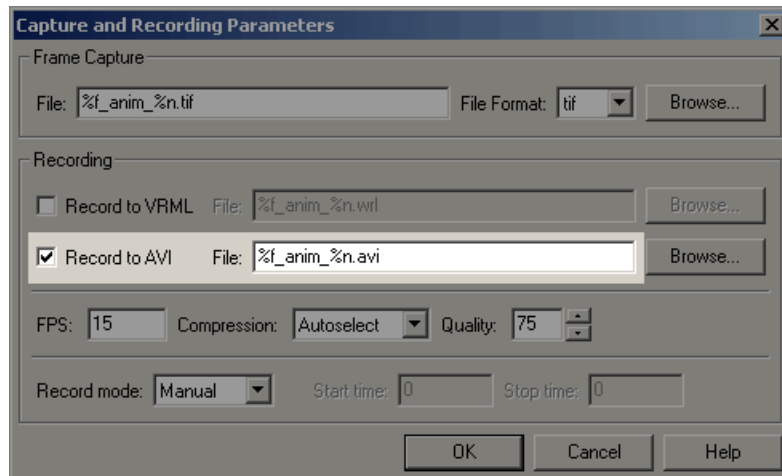 Capture and Recording Parameters
Frame Capture
File: %f_anim_%n.tif File Format: tif Browse...
Recording
Record to VRML File: %f_anim_%n.wrl Browse...
Record to AVI File: %f_anim_%n.avi Browse...
FPS: 15 Compression: Autoselect Quality: 75
Record mode: Manual Start time: 0 Stop time: 0
OK Cancel Help